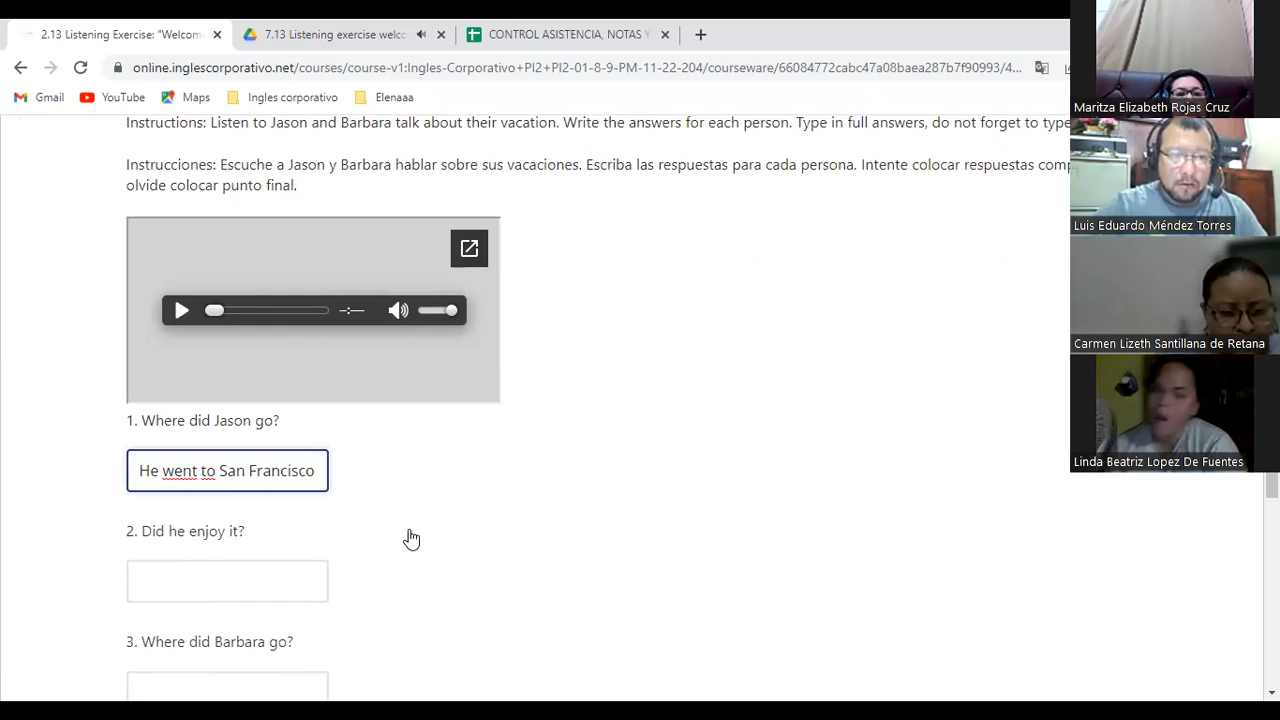 2.13 Listening Exercise: "Welcom
7.13 Listening exercise welco
CONTROL ASISTENCIA, NOTAS Y
online.inglescorporativo.net/courses/course-v1:Ingles-Corporativo+PI2+PI2-01-8-9-PM-11-22-204/courseware/66084772cabc47a08baea287b7f90993/4...
Gmail
YouTube
Maps
Ingles corporativo
Elenaaa
Instructions: Listen to Jason and Barbara talk about their vacation. Write the answers for each person. Type in full answers, do not forget to type
Instrucciones: Escuche a Jason y Barbara hablar sobre sus vacaciones. Escriba las respuestas para cada persona. Intente colocar respuestas comp
olvide colocar punto final.
-:--
1. Where did Jason go?
He went to San Francisco
2. Did he enjoy it?
3. Where did Barbara go?
Maritza Elizabeth Rojas Cruz
Luis Eduardo Méndez Torres
Carmen Lizeth Santillana de Retana
Linda Beatriz Lopez De Fuentes